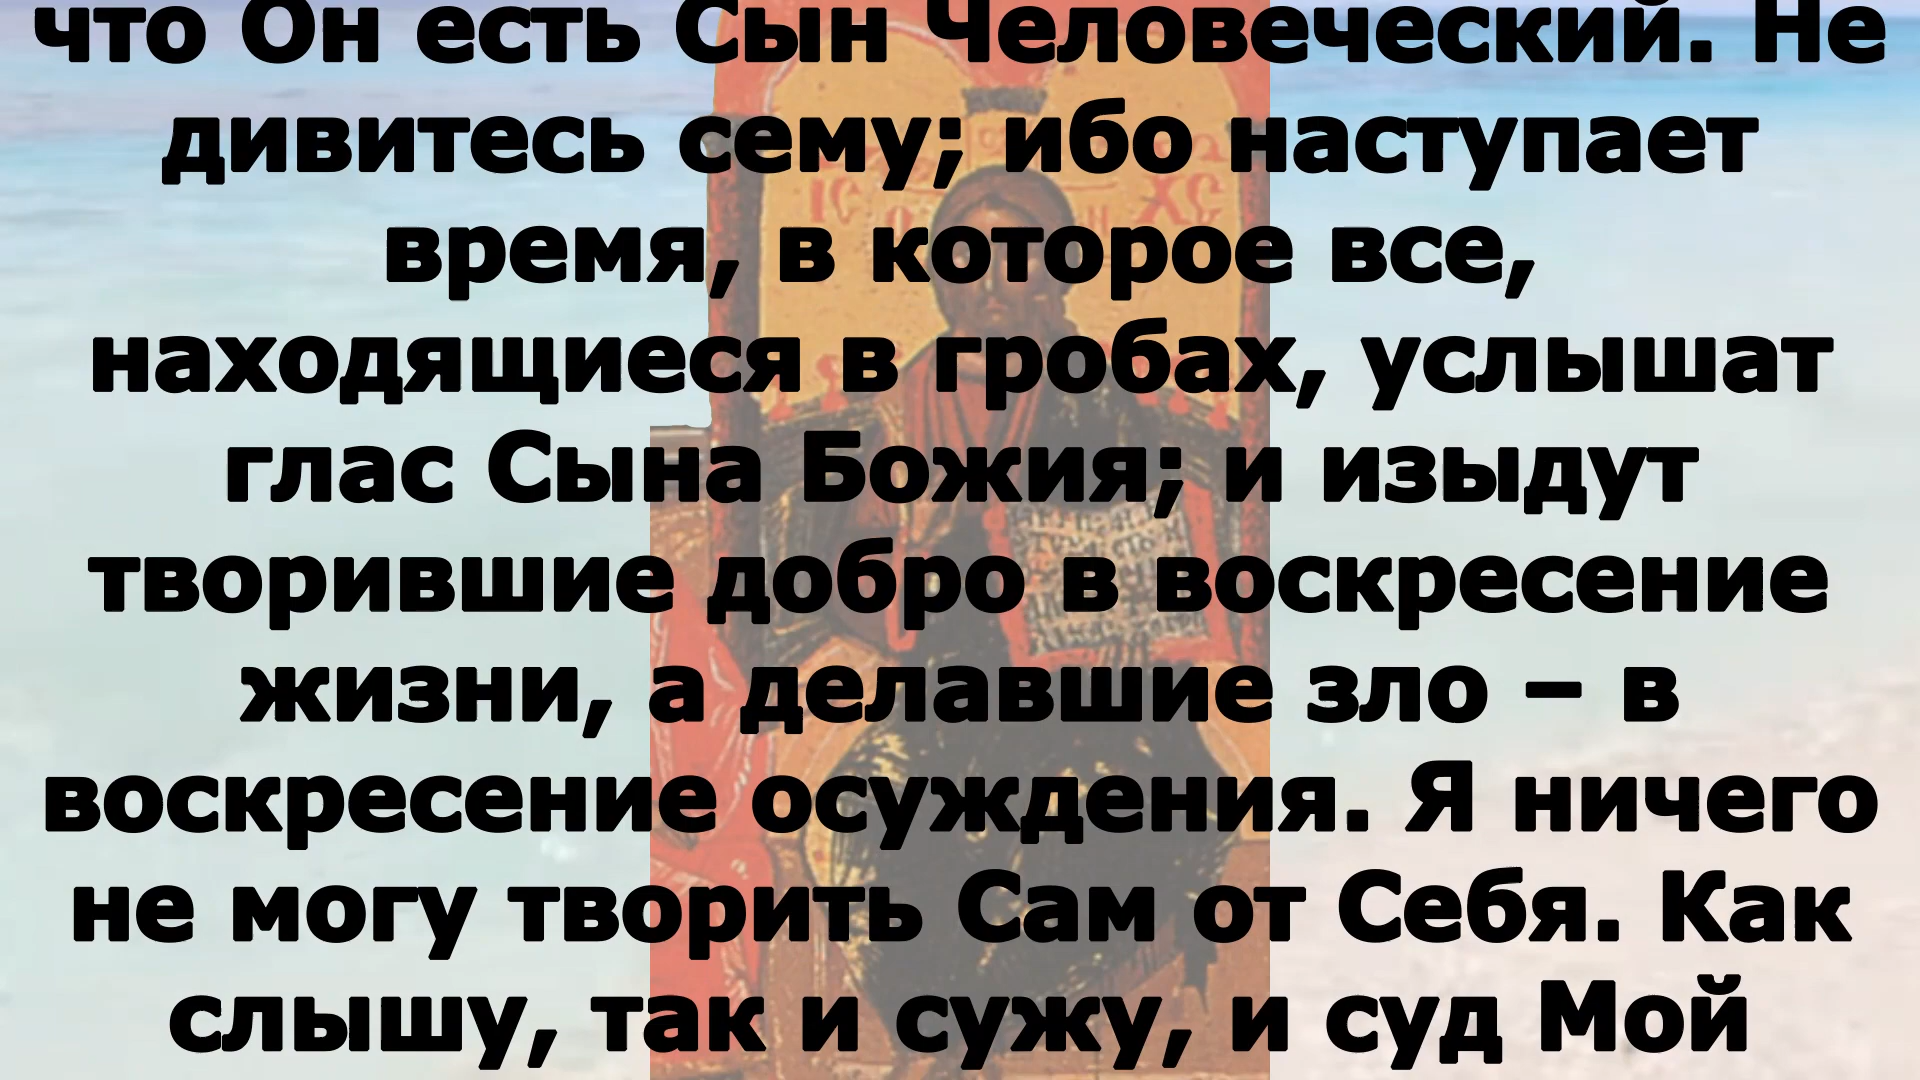 что Он есть Сын Человеческий. Не
дивитесь сему; ибо наступает
время, в которое все,
находящиеся в гробах, услышат
глас Сына Божия; и изыдут
творившие добро в воскресение
жизни, а делавшие зло – в
воскресение осуждения. Я ничего
не могу творить Сам от Себя. Как
слышу, так и сужу, и суд Мой